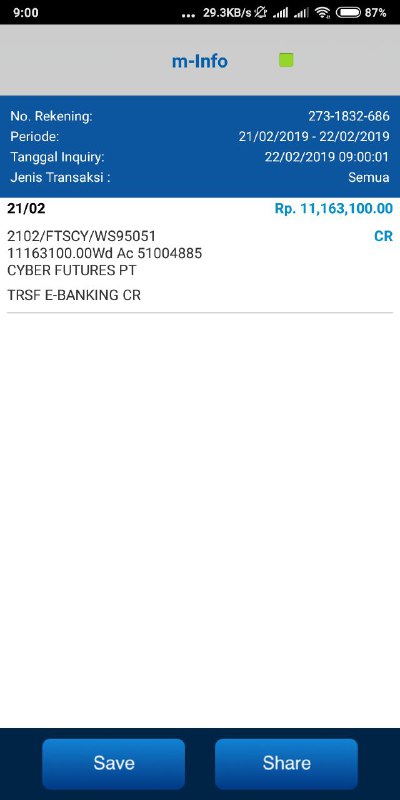 9:00 ... 29.3KB/s 87%
m-Info
No. Rekening: 273-1832-686
Periode: 21/02/2019 - 22/02/2019
Tanggal Inquiry: 22/02/2019 09:00:01
Jenis Transaksi : Semua
21/02 Rp. 11,163,100.00
2102/FTSCY/WS95051 CR
11163100.00Wd Ac 51004885
CYBER FUTURES PT
TRSF E-BANKING CR
Save Share